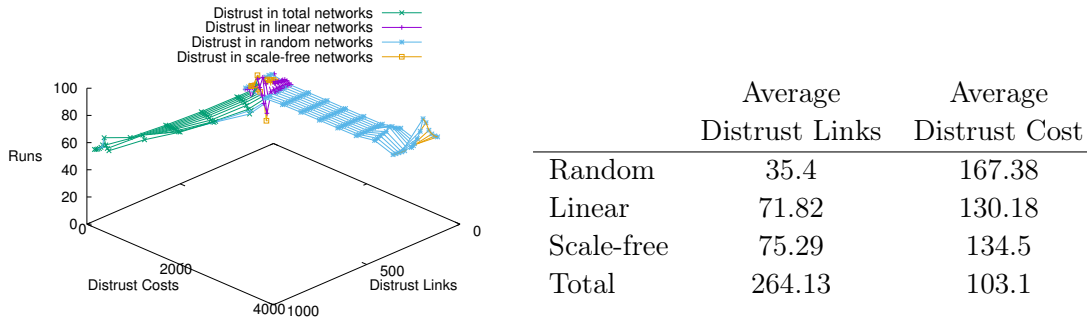 Distrust in total networks
Distrust in linear networks
Distrust in random networks
Distrust in scale-free networks
100
80
60
Runs
40
20
0
0
0
2000
500
Distrust Costs
Distrust Links
4000
1000
Average Average
Distrust Links Distrust Cost
Random 35.4 167.38
Linear 71.82 130.18
Scale-free 75.29 134.5
Total 264.13 103.1